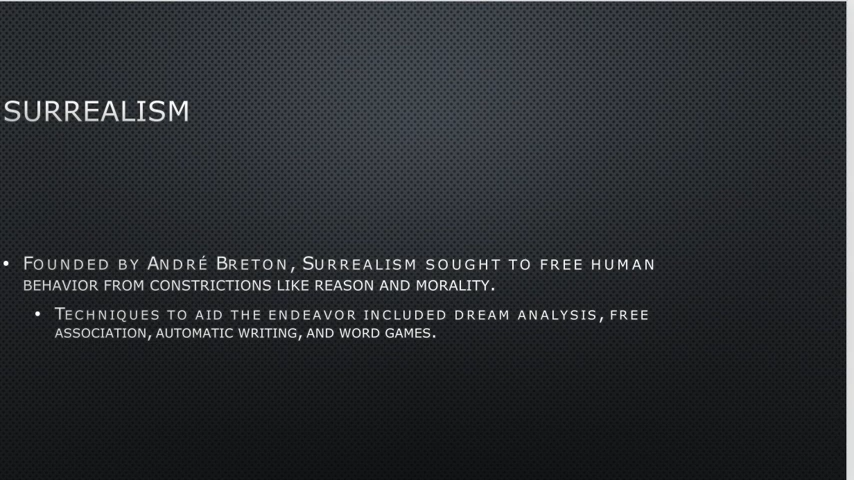 SURREALISM
• FOUNDED BY ANDRÉ BRETON, SURREALISM SOUGHT TO FREE HUMAN
BEHAVIOR FROM CONSTRICTIONS LIKE REASON AND MORALITY.
• TECHNIQUES TO AID THE ENDEAVOR INCLUDED DREAM ANALYSIS, FREE
ASSOCIATION, AUTOMATIC WRITING, AND WORD GAMES.